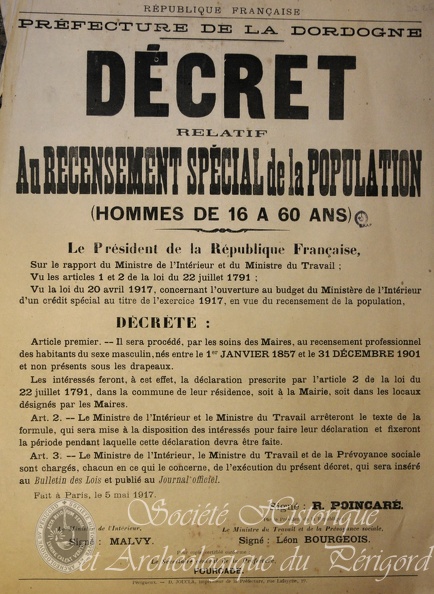 RÉPUBLIQUE FRANÇAISE
PRÉFECTURE DE LA DORDOGNE
DÉCRET
RELATIF
Au RECENSEMENT SPÉCIAL de la POPULATION
(HOMMES DE 16 A 60 ANS)
Le Président de la République Française,
Sur le rapport du Ministre de l'Intérieur et du Ministre du Travail ;
Vu les articles 1 et 2 de la loi du 22 juillet 1791 ;
Vu la loi du 20 avril 1917, concernant l'ouverture au budget du Ministère de l'Intérieur
d'un crédit spécial au titre de l'exercice 1917, en vue du recensement de la population,
DÉCRÈTE :
Article premier. -- Il sera procédé, par les soins des Maires, au recensement professionnel
des habitants du sexe masculin, nés entre le 1er JANVIER 1857 et le 31 DÉCEMBRE 1901
et non présents sous les drapeaux.
Les intéressés feront, à cet effet, la déclaration prescrite par l'article 2 de la loi du
22 juillet 1791, dans la commune de leur résidence, soit à la Mairie, soit dans les locaux
désignés par les Maires.
Art. 2. -- Le Ministre de l'Intérieur et le Ministre du Travail arrêteront le texte de la
formule, qui sera mise à la disposition des intéressés pour faire leur déclaration et fixeront
la période pendant laquelle cette déclaration devra être faite.
Art. 3. -- Le Ministre de l'Intérieur, le Ministre du Travail et de la Prévoyance sociale
sont chargés, chacun en ce qui le concerne, de l'exécution du présent décret, qui sera inséré
au Bulletin des Lois et publié au Journal officiel.
Fait à Paris, le 5 mai 1917.
Signé : R. POINCARÉ.
Le Ministre de l'Intérieur,
Le Ministre du Travail et de la Prévoyance sociale,
Signé : MALVY.
Signé : Léon BOURGEOIS.
FOURCADE.
Société Historique
et Archéologique du Périgord